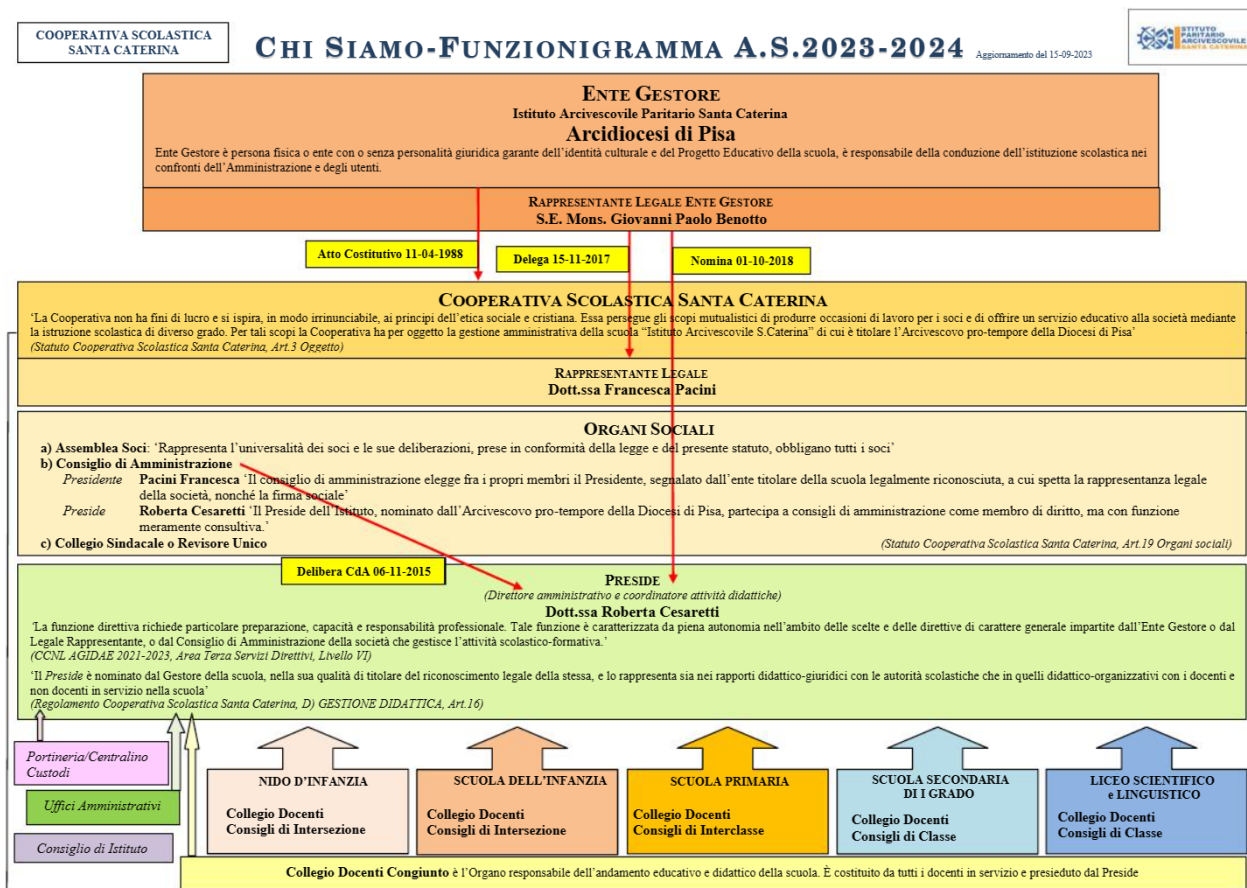 COOPERATIVA SCOLASTICA
SANTA CATERINA
CHI SIAMO-FUNZIONIGRAMMA A.S.2023-2024
Aggiornamento del 15-09-2023
ISTITUTO
PARITARIO
ARCIVESCOVILE
SANTA CATERINA
ENTE GESTORE
Istituto Arcivescovile Paritario Santa Caterina
Arcidiocesi di Pisa
Ente Gestore è persona fisica o ente con o senza personalità giuridica garante dell'identità culturale e del Progetto Educativo della scuola, è responsabile della conduzione dell'istituzione scolastica nei
confronti dell'Amministrazione e degli utenti.
RAPPRESENTANTE LEGALE ENTE GESTORE
S.E. Mons. Giovanni Paolo Benotto
Atto Costitutivo 11-04-1988
Delega 15-11-2017
Nomina 01-10-2018
COOPERATIVA SCOLASTICA SANTA CATERINA
'La Cooperativa non ha fini di lucro e si ispira, in modo irrinunciabile, ai principi dell'etica sociale e cristiana. Essa persegue gli scopi mutualistici di produrre occasioni di lavoro per i soci e di offrire un servizio educativo alla società mediante
la istruzione scolastica di diverso grado. Per tali scopi la Cooperativa ha per oggetto la gestione amministrativa della scuola "Istituto Arcivescovile S.Caterina" di cui è titolare l'Arcivescovo pro-tempore della Diocesi di Pisa'
(Statuto Cooperativa Scolastica Santa Caterina, Art.3 Oggetto)
RAPPRESENTANTE LEGALE
Dott.ssa Francesca Pacini
ORGANI SOCIALI
a) Assemblea Soci: 'Rappresenta l'universalità dei soci e le sue deliberazioni, prese in conformità della legge e del presente statuto, obbligano tutti i soci'
b) Consiglio di Amministrazione
Presidente Pacini Francesca 'Il consiglio di amministrazione elegge fra i propri membri il Presidente, segnalato dall'ente titolare della scuola legalmente riconosciuta, a cui spetta la rappresentanza legale
della società, nonché la firma sociale'
Preside Roberta Cesaretti 'Il Preside dell'Istituto, nominato dall'Arcivescovo pro-tempore della Diocesi di Pisa, partecipa a consigli di amministrazione come membro di diritto, ma con funzione
meramente consultiva.'
c) Collegio Sindacale o Revisore Unico
(Statuto Cooperativa Scolastica Santa Caterina, Art.19 Organi sociali)
Delibera CdA 06-11-2015
PRESIDE
(Direttore amministrativo e coordinatore attività didattiche)
Dott.ssa Roberta Cesaretti
'La funzione direttiva richiede particolare preparazione, capacità e responsabilità professionale. Tale funzione è caratterizzata da piena autonomia nell'ambito delle scelte e delle direttive di carattere generale impartite dall'Ente Gestore o dal
Legale Rappresentante, o dal Consiglio di Amministrazione della società che gestisce l'attività scolastico-formativa.'
(CCNL AGIDAE 2021-2023, Area Terza Servizi Direttivi, Livello VI)
'Il Preside è nominato dal Gestore della scuola, nella sua qualità di titolare del riconoscimento legale della stessa, e lo rappresenta sia nei rapporti didattico-giuridici con le autorità scolastiche che in quelli didattico-organizzativi con i docenti e
non docenti in servizio nella scuola'
(Regolamento Cooperativa Scolastica Santa Caterina, D) GESTIONE DIDATTICA, Art.16)
Portineria/Centralino
Custodi
Uffici Amministrativi
Consiglio di Istituto
NIDO D'INFANZIA
Collegio Docenti
Consigli di Intersezione
SCUOLA DELL'INFANZIA
Collegio Docenti
Consigli di Intersezione
SCUOLA PRIMARIA
Collegio Docenti
Consigli di Interclasse
SCUOLA SECONDARIA
DI I GRADO
Collegio Docenti
Consigli di Classe
LICEO SCIENTIFICO
e LINGUISTICO
Collegio Docenti
Consigli di Classe
Collegio Docenti Congiunto è l'Organo responsabile dell'andamento educativo e didattico della scuola. È costituito da tutti i docenti in servizio e presieduto dal Preside